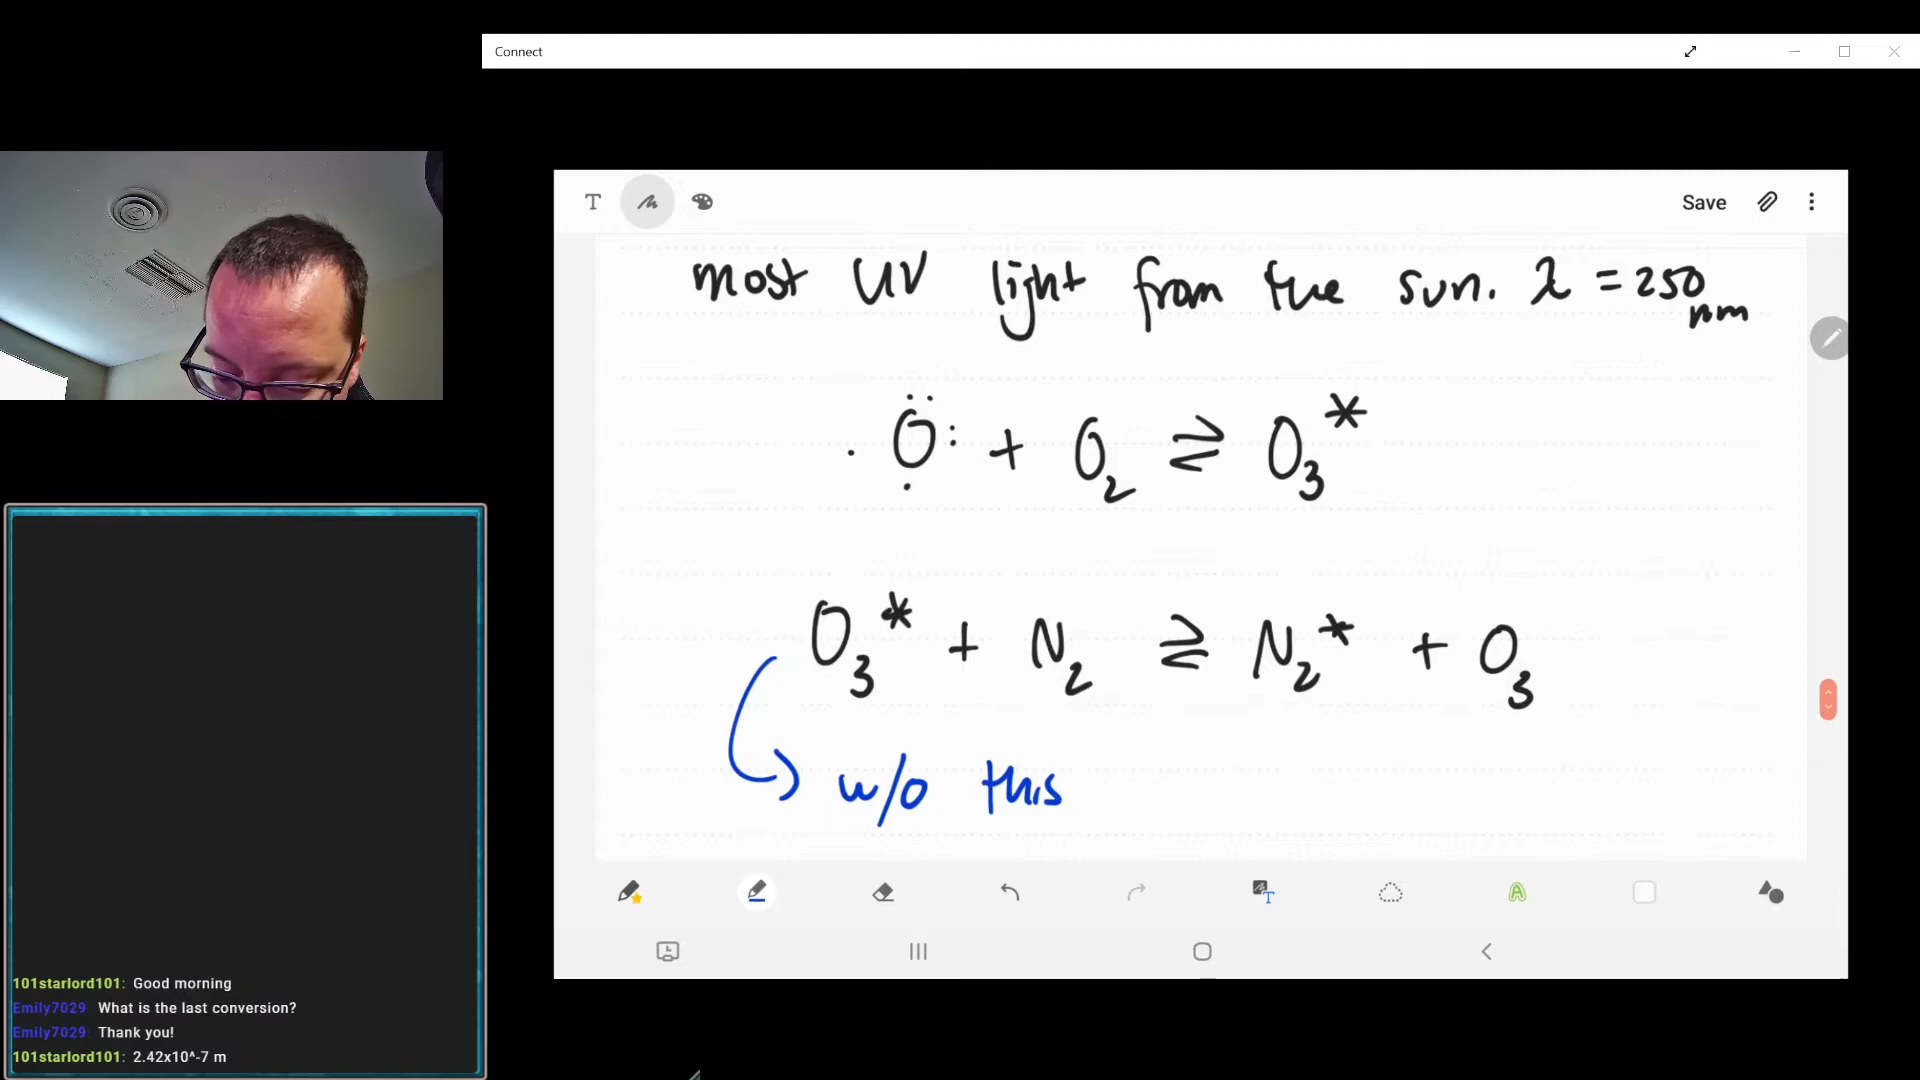 Connect
T
Save
most UV light from the sun. λ = 250 nm
·Ö: + O₂ ⇌ O₃*
O₃* + N₂ ⇌ N₂* + O₃
w/o this
T
A
101starlord101: Good morning
Emily7029 What is the last conversion?
Emily7029 Thank you!
101starlord101: 2.42x10^-7 m